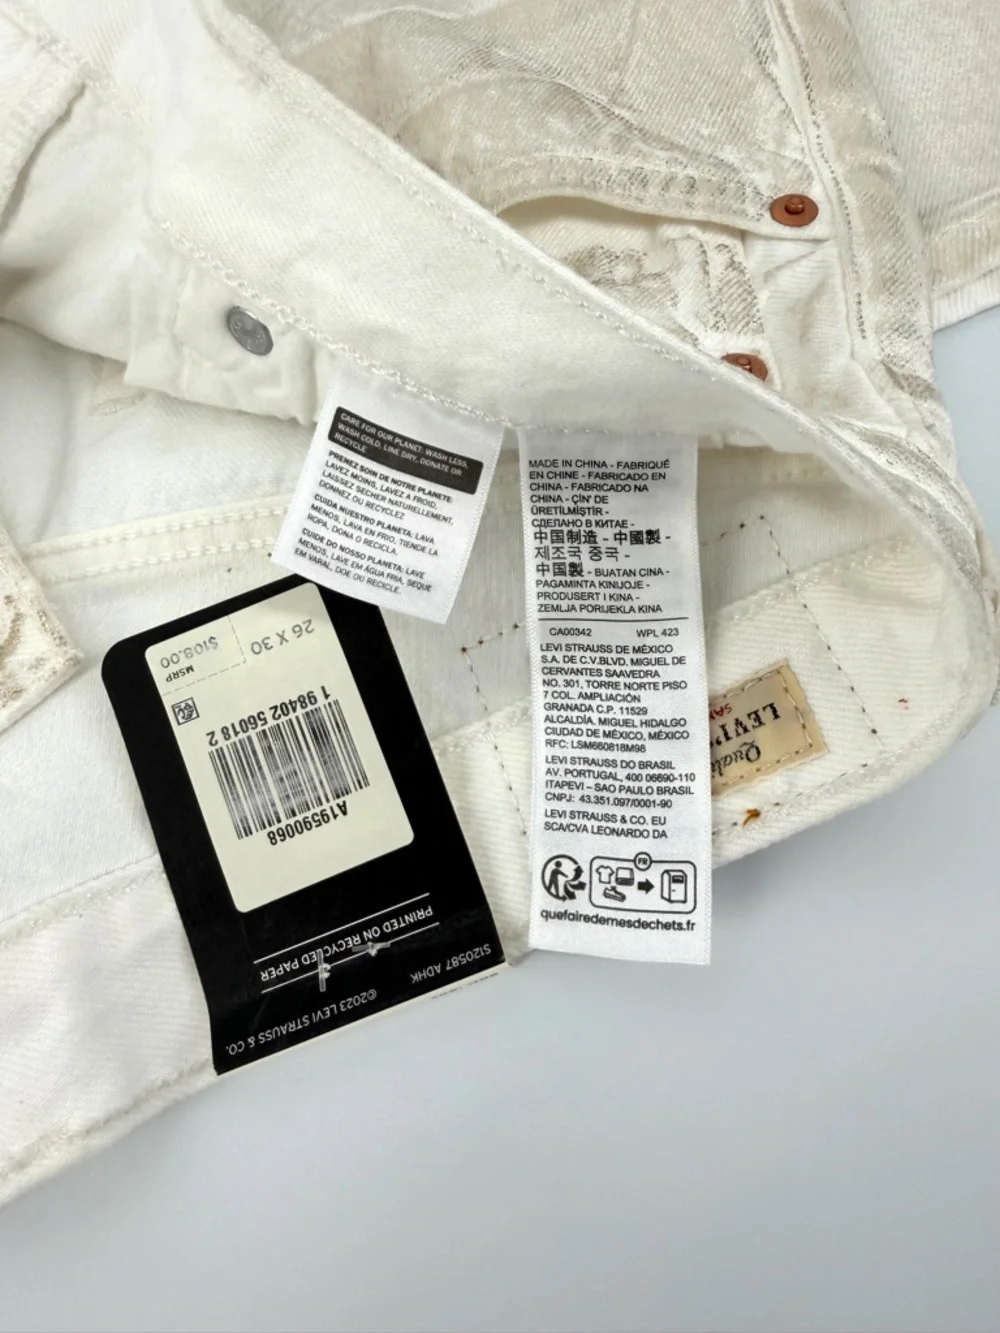 CARE FOR OUR PLANET: WASH LESS,
WASH COLD, LINE DRY, DONATE OR
RECYCLE
PRENEZ SOIN DE NOTRE PLANETE:
LAVEZ MOINS, LAVEZ A FROID,
LAISSEZ SECHER NATURELLEMENT,
DONNEZ OU RECYCLEZ
CUIDA NUESTRO PLANETA: LAVA
MENOS, LAVA EN FRIO, TIENDE LA
ROPA, DONA O RECICLA.
CUIDE DO NOSSO PLANETA: LAVE
MENOS, LAVE EM ÁGUA FRIA, SEQUE
EM VARAL, DOE OU RECICLE.
MADE IN CHINA - FABRIQUÉ
EN CHINE - FABRICADO EN
CHINA - FABRICADO NA
CHINA - ÇİN' DE
ÜRETİLMİŞTİR -
СДЕЛАНО В КИТАЕ -
中国制造 - 中國製 -
제조국 중국 -
中国製 - BUATAN CINA -
PAGAMINTA KINIJOJE -
PRODUSERT I KINA -
ZEMLJA PORIJEKLA KINA
CA00342 WPL 423
LEVI STRAUSS DE MÉXICO
S.A. DE C.V.BLVD. MIGUEL DE
CERVANTES SAAVEDRA
NO. 301, TORRE NORTE PISO
7 COL. AMPLIACIÓN
GRANADA C.P. 11529
ALCALDÍA. MIGUEL HIDALGO
CIUDAD DE MÉXICO, MÉXICO
RFC: LSM660818M98
LEVI STRAUSS DO BRASIL
AV. PORTUGAL, 400 06690-110
ITAPEVI – SAO PAULO BRASIL
CNPJ: 43.351.097/0001-90
LEVI STRAUSS & CO. EU
SCA/CVA LEONARDO DA
FR
quefairedemesdechets.fr
26 X 30
MSRP
$108.00
1 98402 56018 2
A19590068
PRINTED ON RECYCLED PAPER
S120587 ADHK
©2023 LEVI STRAUSS & CO.
LEVI'S